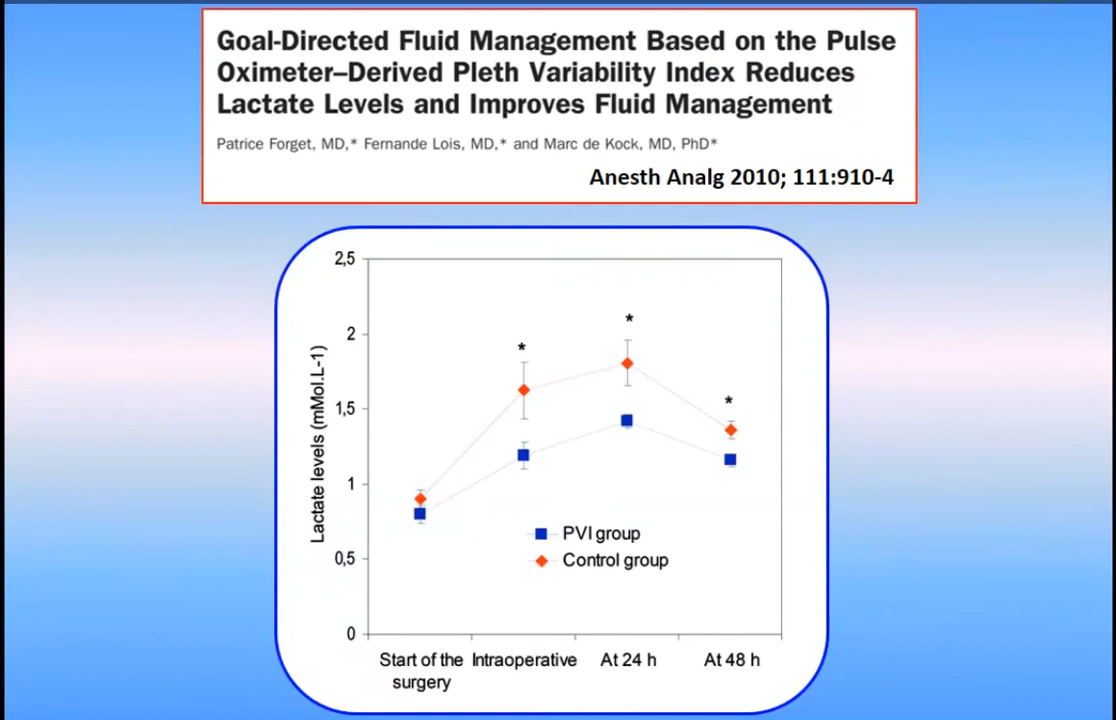 Goal-Directed Fluid Management Based on the Pulse
Oximeter–Derived Pleth Variability Index Reduces
Lactate Levels and Improves Fluid Management
Patrice Forget, MD,* Fernande Lois, MD,* and Marc de Kock, MD, PhD*
Anesth Analg 2010; 111:910-4
2,5
2
1,5
1
0,5
0
Lactate levels (mMol.L-1)
*
*
*
PVI group
Control group
Start of the surgery
Intraoperative
At 24 h
At 48 h